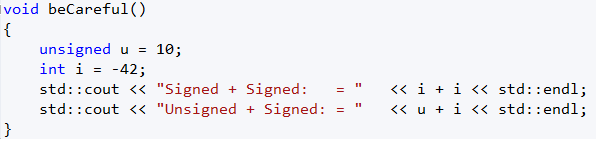 void beCareful()
{
    unsigned u = 10;
    int i = -42;
    std::cout << "Signed + Signed:   = "   << i + i << std::endl;
    std::cout << "Unsigned + Signed: = "   << u + i << std::endl;
}